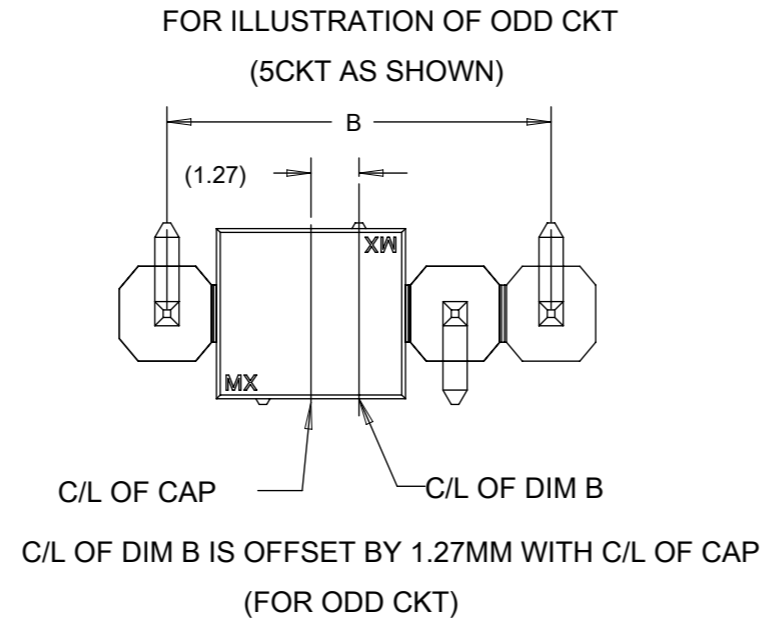 FOR ILLUSTRATION OF ODD CKT
(5CKT AS SHOWN)
B
(1.27)
MX
MX
C/L OF CAP
C/L OF DIM B
C/L OF DIM B IS OFFSET BY 1.27MM WITH C/L OF CAP
(FOR ODD CKT)